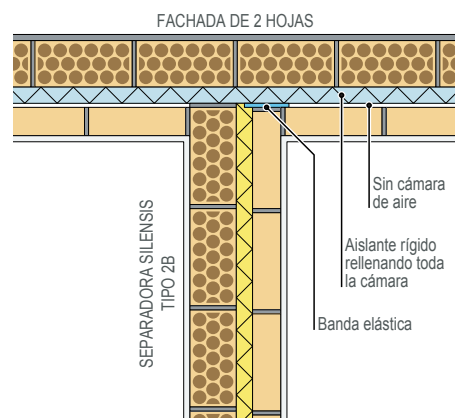 FACHADA DE 2 HOJAS
Sin cámara
de aire
Aislante rígido
rellenando toda
la cámara
Banda elástica
SEPARADORA SILENSIS
TIPO 2B